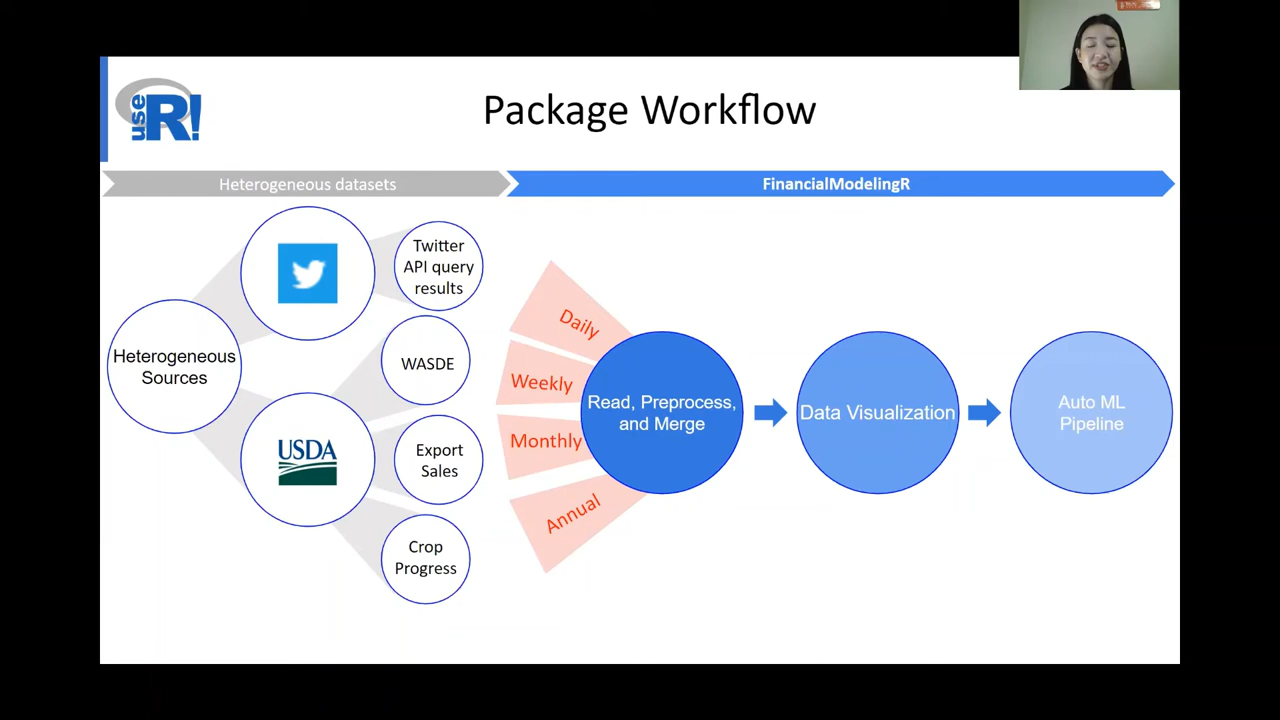 use
R!
Package Workflow
Heterogeneous datasets
FinancialModelingR
Heterogeneous
Sources
Twitter
API query
results
USDA
WASDE
Export
Sales
Crop
Progress
Daily
Weekly
Monthly
Annual
Read, Preprocess,
and Merge
Data Visualization
Auto ML
Pipeline